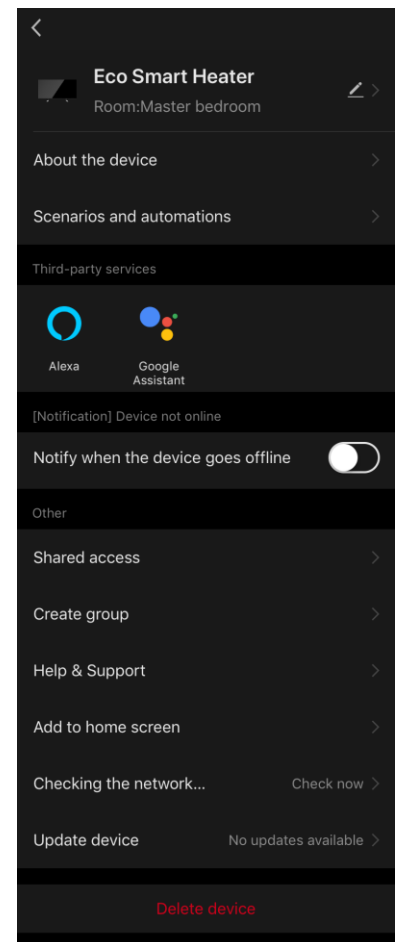 Eco Smart Heater
Room:Master bedroom
About the device
Scenarios and automations
Third-party services
Alexa
Google
Assistant
[Notification] Device not online
Notify when the device goes offline
Other
Shared access
Create group
Help & Support
Add to home screen
Checking the network... Check now
Update device No updates available
Delete device